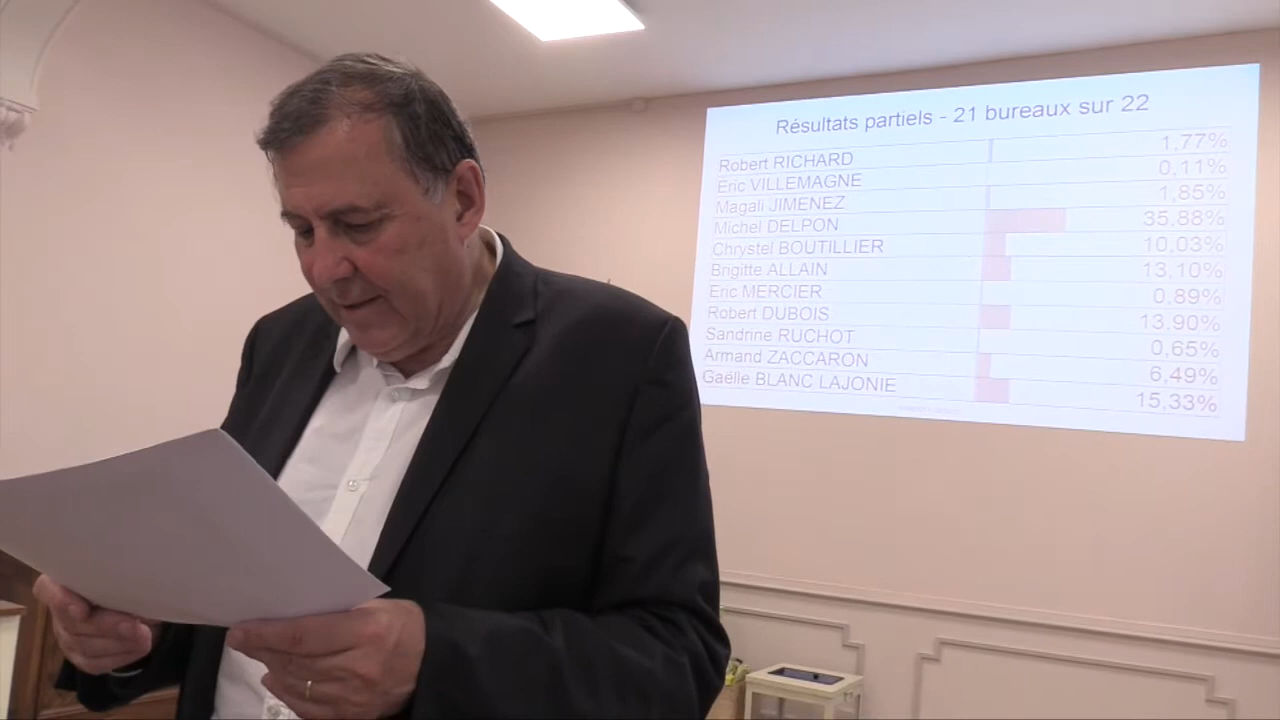 Résultats partiels - 21 bureaux sur 22
Robert RICHARD 1,77%
Eric VILLEMAGNE 0,11%
Magali JIMENEZ 1,85%
Michel DELPON 35,88%
Chrystel BOUTILLIER 10,03%
Brigitte ALLAIN 13,10%
Eric MERCIER 0,89%
Robert DUBOIS 13,90%
Sandrine RUCHOT 0,65%
Armand ZACCARON 6,49%
Gaëlle BLANC LAJONIE 15,33%